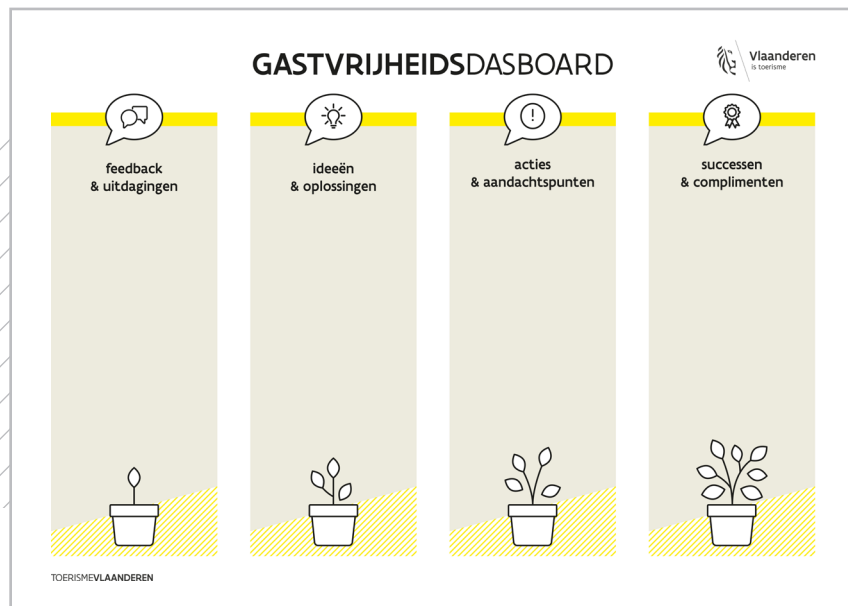 GASTVRIJHEIDSDASBOARD
Vlaanderen
is toerisme
feedback
& uitdagingen
ideeën
& oplossingen
acties
& aandachtspunten
successen
& complimenten
TOERISMEVLAANDEREN